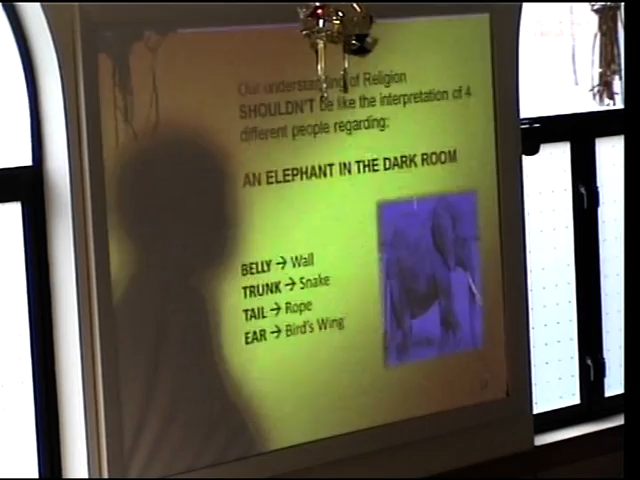 Our understanding of Religion
SHOULDN'T be like the interpretation of 4
different people regarding:
AN ELEPHANT IN THE DARK ROOM
BELLY → Wall
TRUNK → Snake
TAIL → Rope
EAR → Bird's Wing